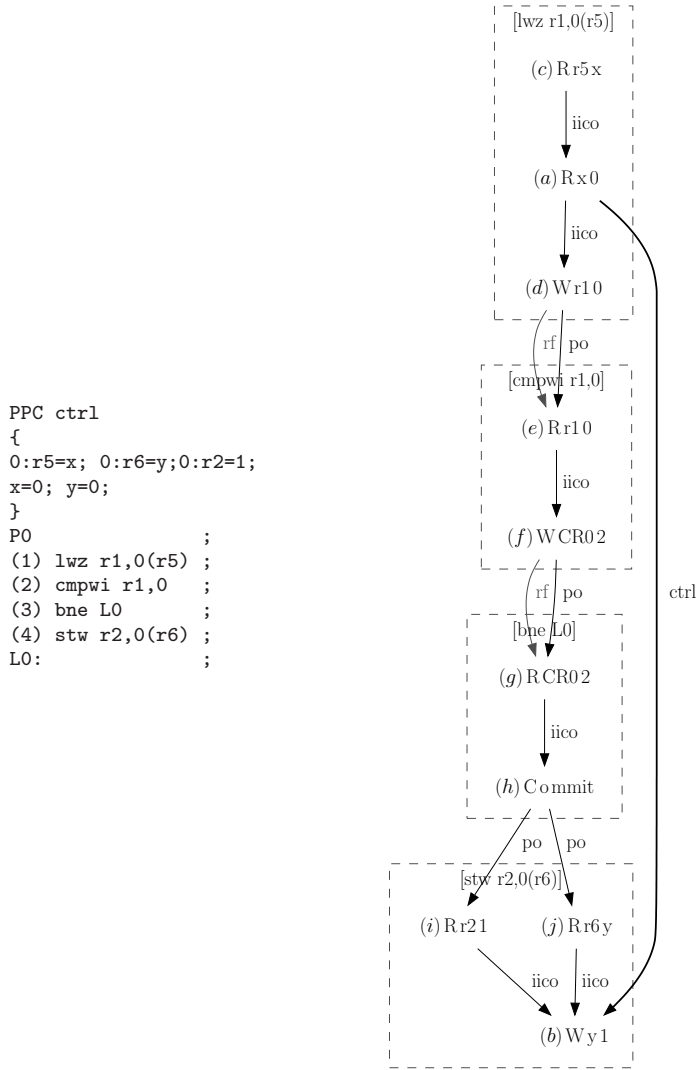 PPC ctrl
{
0:r5=x; 0:r6=y;0:r2=1;
x=0; y=0;
}
P0 ;
(1) lwz r1,0(r5) ;
(2) cmpwi r1,0 ;
(3) bne L0 ;
(4) stw r2,0(r6) ;
L0: ;
[lwz r1,0(r5)]
(c) R r5 x
iico
(a) R x 0
iico
(d) W r1 0
rf po
[cmpwi r1,0]
(e) R r1 0
iico
(f) W CR0 2
rf po
ctrl
[bne L0]
(g) R CR0 2
iico
(h) Commit
po po
[stw r2,0(r6)]
(i) R r2 1 (j) R r6 y
iico iico
(b) W y 1